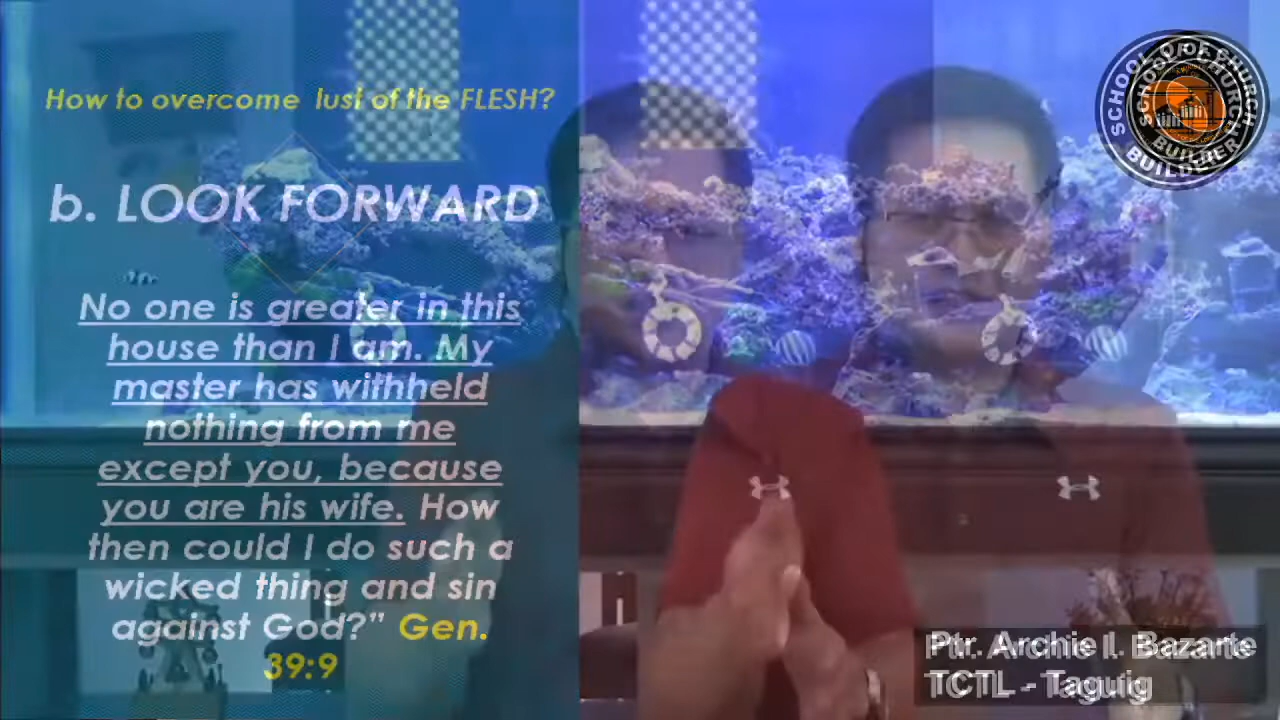 How to overcome lust of the FLESH?
b. LOOK FORWARD
No one is greater in this
house than I am. My
master has withheld
nothing from me
except you, because
you are his wife. How
then could I do such a
wicked thing and sin
against God?” Gen.
39:9
SCHOOL OF CHURCH
BUILDER
Ptr. Archie I. Bazarte
TCTL - Taguig